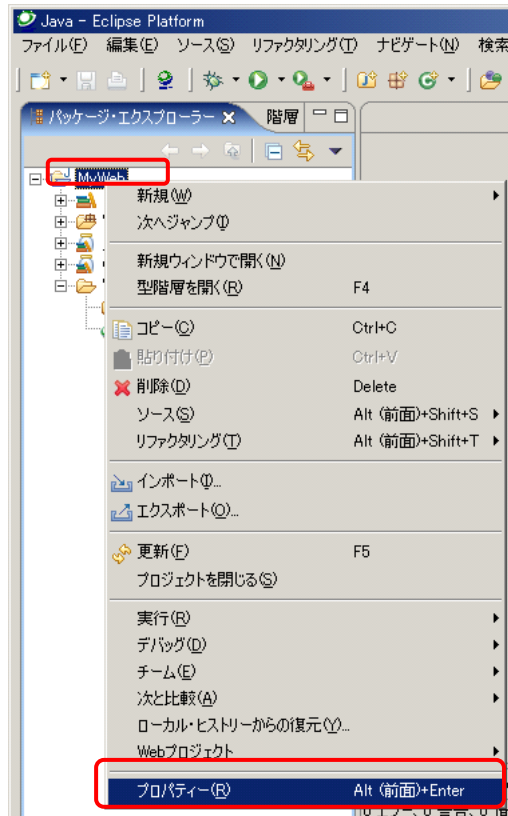 Java - Eclipse Platform
ファイル(F) 編集(E) ソース(S) リファクタリング(T) ナビゲート(N) 検索
パッケージ・エクスプローラー 階層
MyWeb
新規(W)
次へジャンプ(I)
新規ウィンドウで開く(N)
型階層を開く(R) F4
コピー(C) Ctrl+C
貼り付け(P) Ctrl+V
削除(D) Delete
ソース(S) Alt (前面)+Shift+S
リファクタリング(T) Alt (前面)+Shift+T
インポート(I)...
エクスポート(O)...
更新(F) F5
プロジェクトを閉じる(S)
実行(R)
デバッグ(D)
チーム(E)
次と比較(A)
ローカル・ヒストリーからの復元(Y)...
Webプロジェクト
プロパティー(R) Alt (前面)+Enter